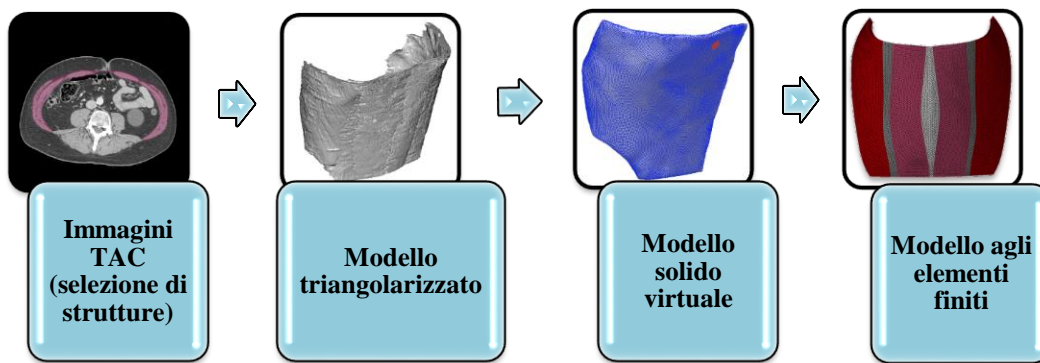 Immagini
TAC
(selezione di
strutture)
Modello
triangolarizzato
Modello
solido
virtuale
Modello agli
elementi
finiti